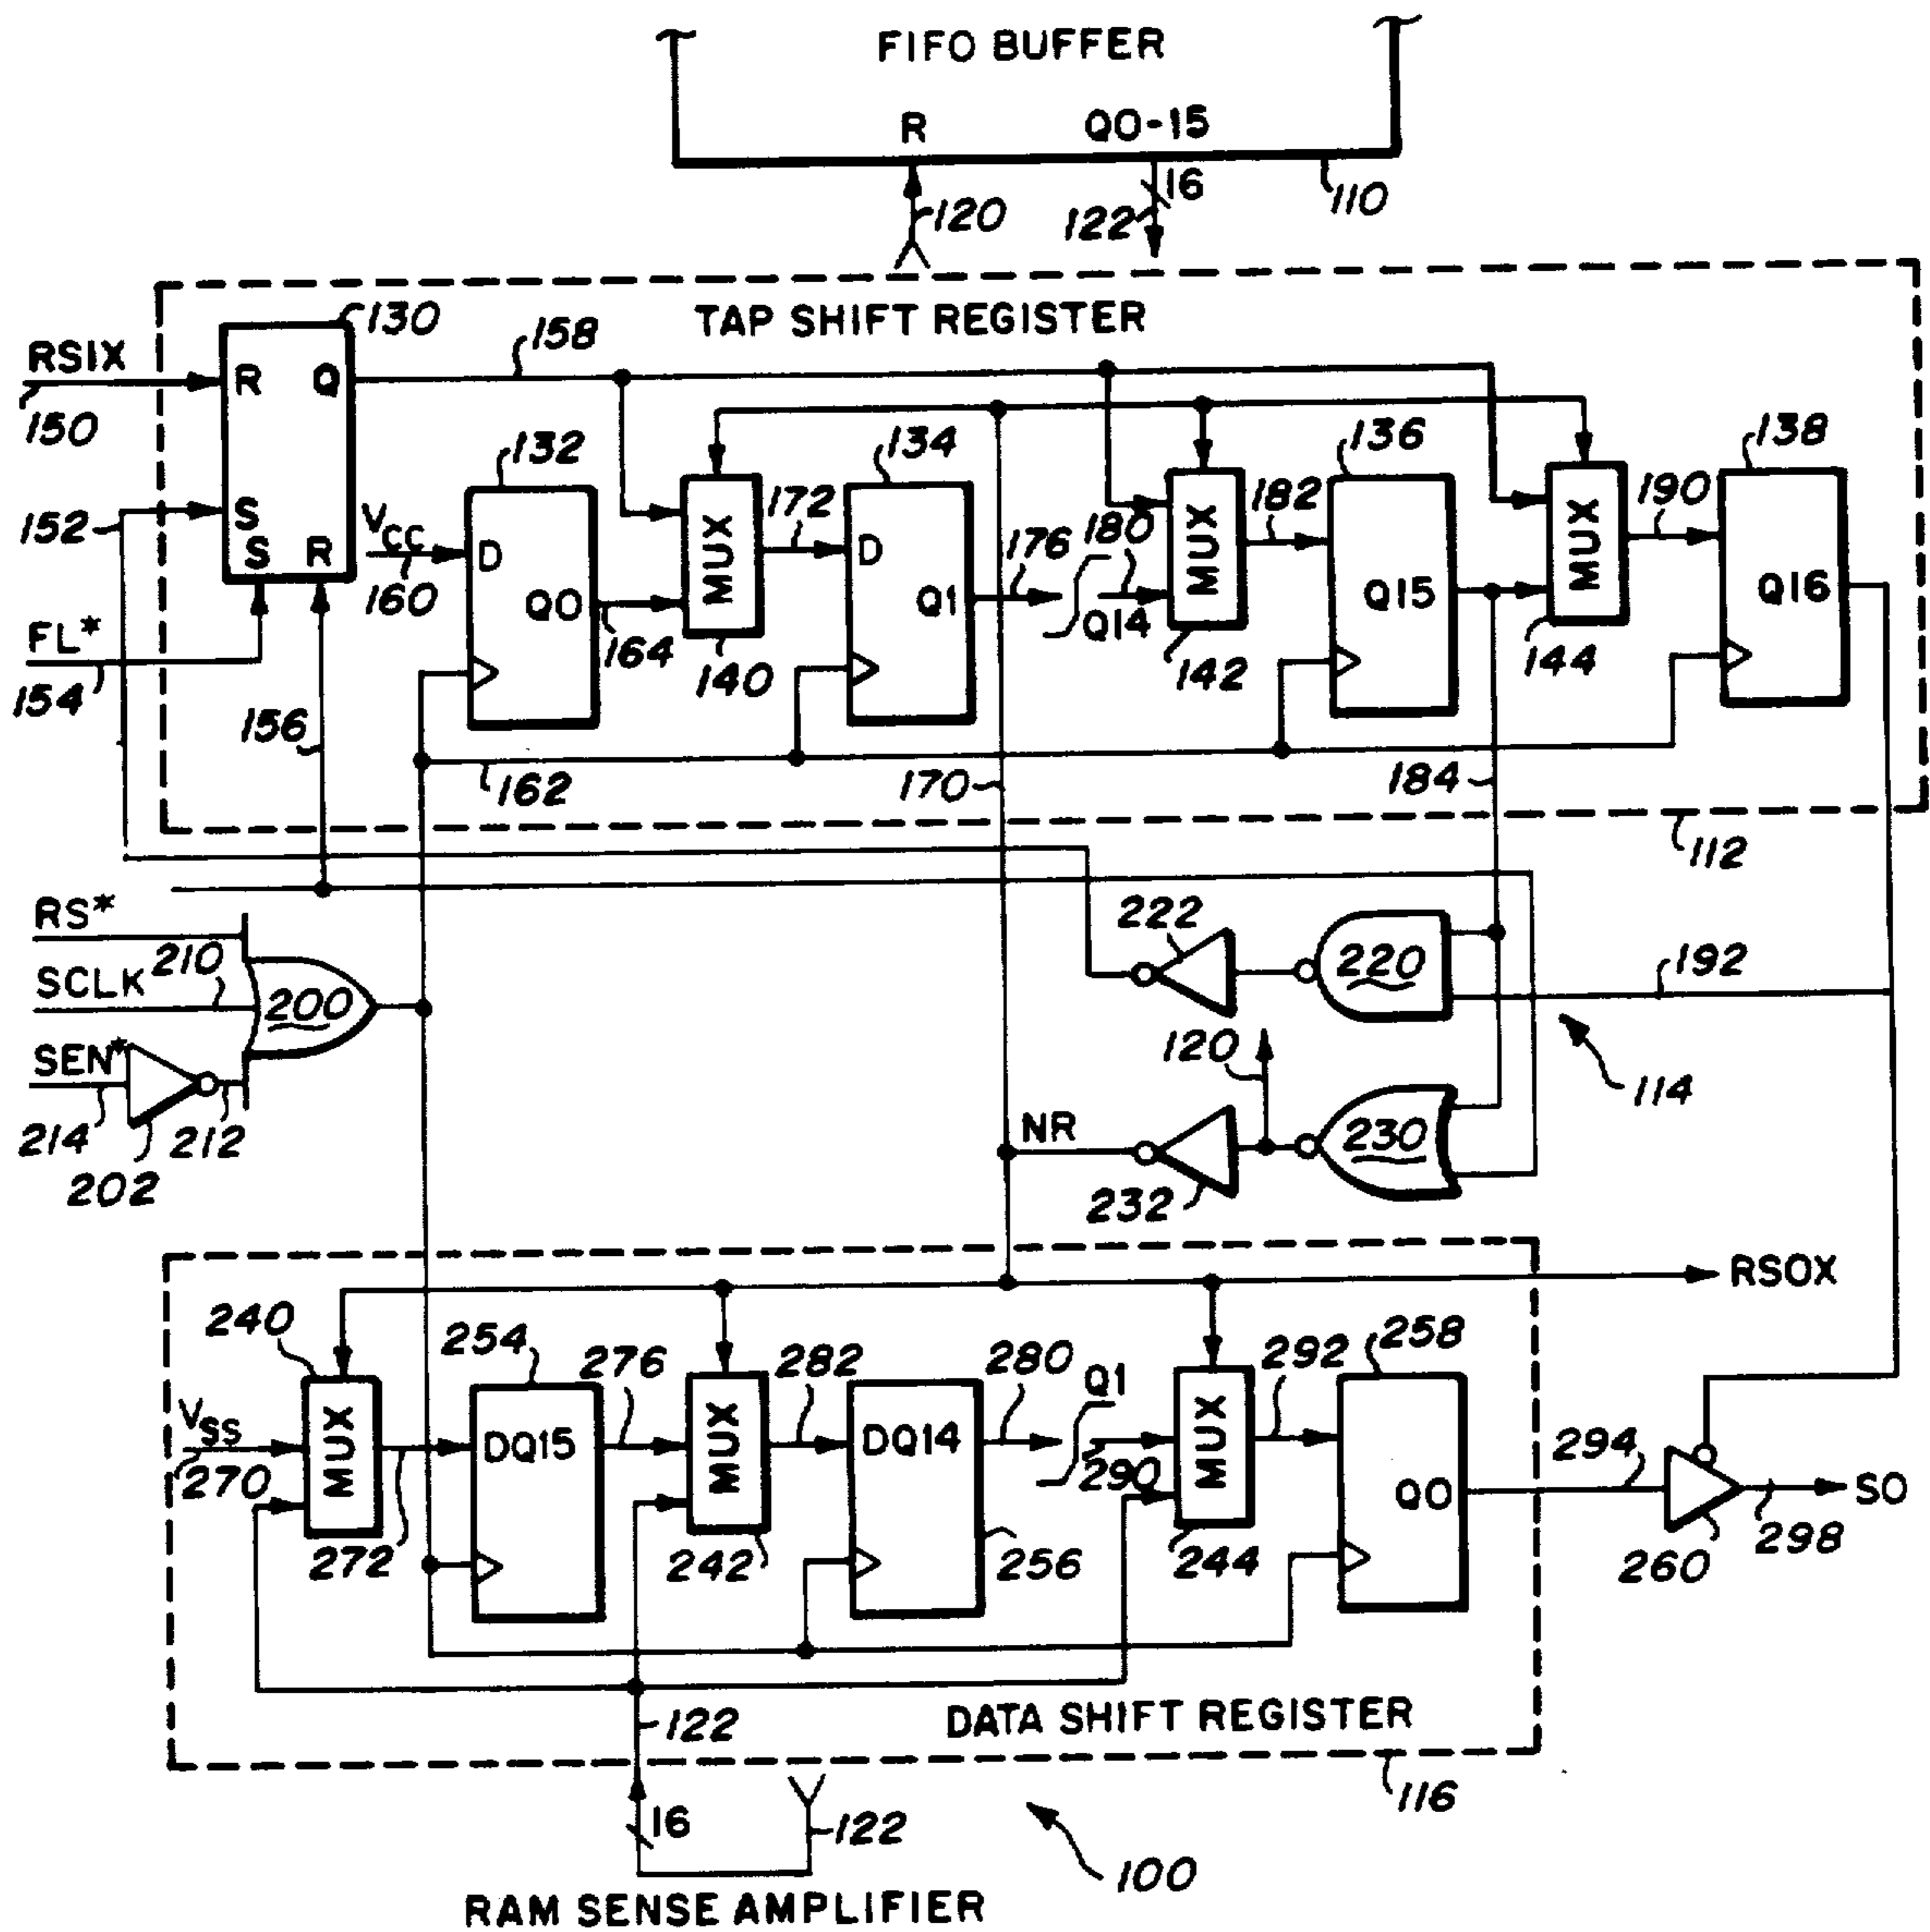 FIFO BUFFER
R Q0-15
120 122 16 110
TAP SHIFT REGISTER
130 158
RSIX R Q
150
132 134 136 138
152 S VCC D MUX 172 D 176 180 MUX 182 MUX 190
S R 160 Q0 Q1 Q14 Q15 Q16
FL* 164 140 142 144
154 156
162 170 184
112
RS* 222 220
SCLK 210 200 192
SEN* 120 114
214 202 212 NR 232 230
RSOX
240 254 276 282 280 Q1 292 258
VSS MUX DQ15 MUX DQ14 MUX
270 290 Q0 294 SO
272 242 256 244 260 298
122 DATA SHIFT REGISTER
116
16 122
100
RAM SENSE AMPLIFIER